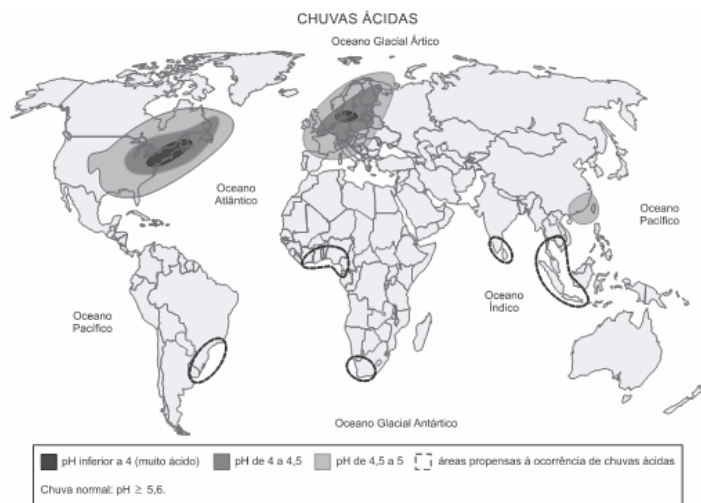 CHUVAS ÁCIDAS
Oceano Glacial Ártico
Oceano
Atlântico
Oceano
Pacífico
Oceano
Pacífico
Oceano
Índico
Oceano Glacial Antártico
pH inferior a 4 (muito ácido)
pH de 4 a 4,5
pH de 4,5 a 5
áreas propensas à ocorrência de chuvas ácidas
Chuva normal: pH ≥ 5,6.